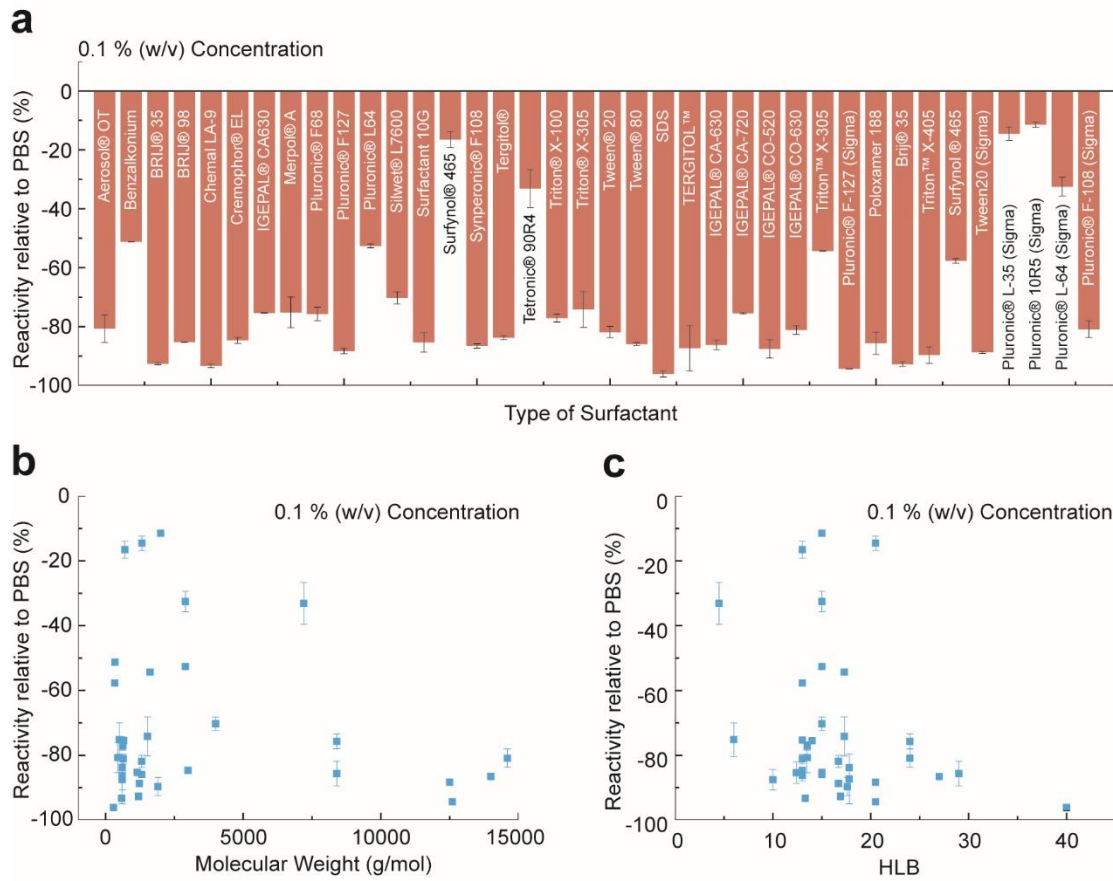 a
0.1 % (w/v) Concentration
Reactivity relative to PBS (%)
0
-20
-40
-60
-80
-100
Aerosol® OT
Benzalkonium
BRIJ® 35
BRIJ® 98
Chemal LA-9
Cremophor® EL
IGEPAL® CA630
Merpol® A
Pluronic® F68
Pluronic® F127
Pluronic® L64
Silwet® L7600
Surfactant 10G
Surfynol® 465
Synperonic® F108
Tergitol®
Tetronic® 90R4
Triton® X-100
Triton® X-305
Tween® 20
Tween® 80
SDS
TERGITOL™
IGEPAL® CA-630
IGEPAL® CA-720
IGEPAL® CO-520
IGEPAL® CO-630
Triton™ X-305
Pluronic® F-127 (Sigma)
Poloxamer 188
Brij® 35
Triton™ X-405
Surfynol ® 465
Tween20 (Sigma)
Pluronic® L-35 (Sigma)
Pluronic® 10R5 (Sigma)
Pluronic® L-64 (Sigma)
Pluronic® F-108 (Sigma)
Type of Surfactant
b
0.1 % (w/v) Concentration
Reactivity relative to PBS (%)
0
-20
-40
-60
-80
-100
0 5000 10000 15000
Molecular Weight (g/mol)
c
0.1 % (w/v) Concentration
Reactivity relative to PBS (%)
0
-20
-40
-60
-80
-100
0 10 20 30 40
HLB